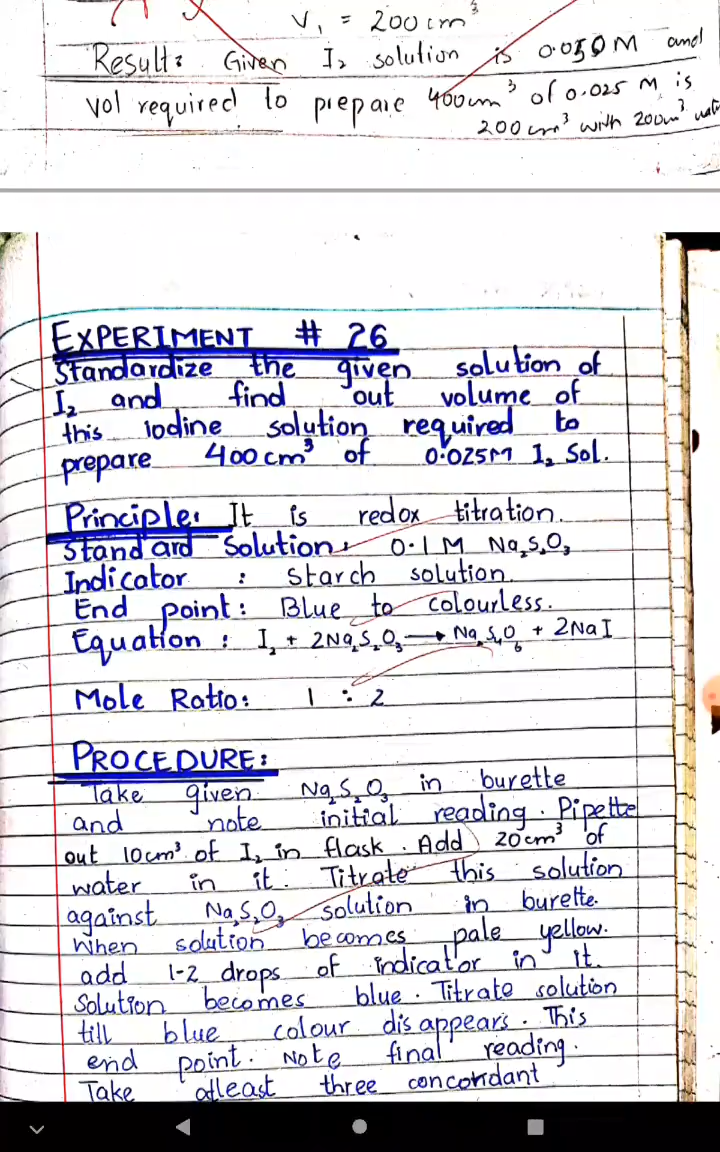 V₁ = 200 cm³
Result: Given I₂ solution is 0.050 M and
vol required to prepare 400cm³ of 0.025 M is
200 cm³ with 200cm³
EXPERIMENT # 26
Standardize the given solution of
I₂ and find out volume of
this iodine solution required to
prepare 400cm³ of 0.025M I₂ Sol.
Principle: It is redox titration.
Standard Solution: 0.1 M Na₂S₂O₃
Indicator : Starch solution.
End point: Blue to colourless.
Equation : I₂ + 2Na₂S₂O₃ → Na₂S₄O₆ + 2NaI
Mole Ratio: 1 : 2
PROCEDURE:
Take given Na₂S₂O₃ in burette
and note initial reading. Pipette
out 10cm³ of I₂ in flask. Add 20cm³ of
water in it. Titrate this solution
against Na₂S₂O₃ solution in burette.
When solution becomes pale yellow.
add 1-2 drops of indicator in it.
Solution becomes blue. Titrate solution
till blue colour disappears. This
end point. Note final reading.
Take atleast three concordant